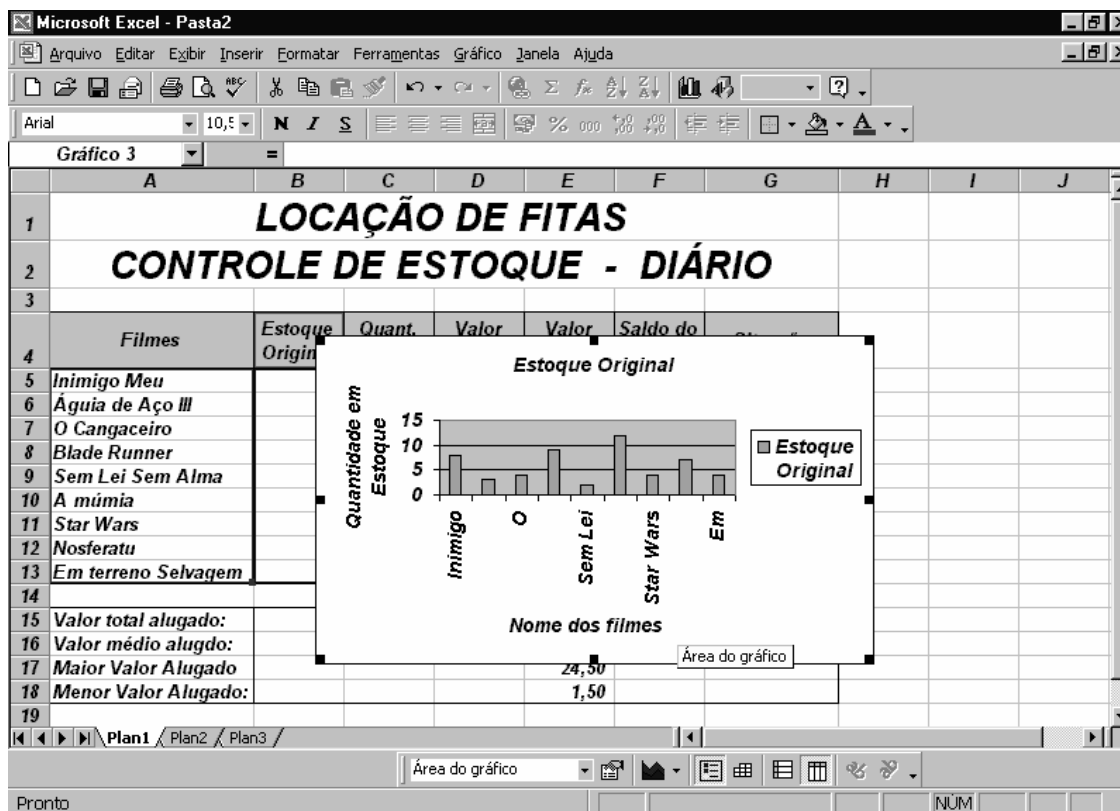 Microsoft Excel - Pasta2
Arquivo Editar Exibir Inserir Formatar Ferramentas Gráfico Janela Ajuda
Arial 10,5 N I S % 000
Gráfico 3 =
A B C D E F G H I J
1 LOCAÇÃO DE FITAS
2 CONTROLE DE ESTOQUE - DIÁRIO
3
4 Filmes Estoque Origin Quant. Valor Valor Saldo do
5 Inimigo Meu
6 Águia de Aço III
7 O Cangaceiro
8 Blade Runner
9 Sem Lei Sem Alma
10 A múmia
11 Star Wars
12 Nosferatu
13 Em terreno Selvagem
14
15 Valor total alugado:
16 Valor médio alugdo:
17 Maior Valor Alugado 24,50
18 Menor Valor Alugado: 1,50
19
Estoque Original
Quantidade em
Estoque
15
10
5
0
Inimigo O Sem Lei Star Wars Em
Nome dos filmes
Estoque
Original
Área do gráfico
Plan1 Plan2 Plan3
Área do gráfico
Pronto NÚM